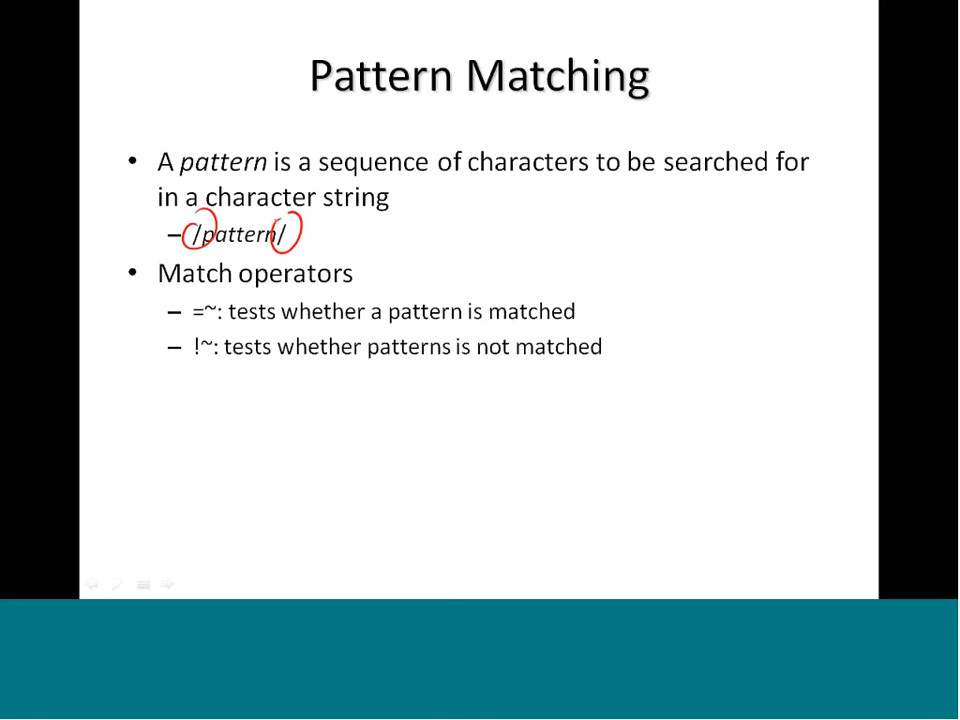 Pattern Matching
• A pattern is a sequence of characters to be searched for
in a character string
– /pattern/
• Match operators
– =~: tests whether a pattern is matched
– !~: tests whether patterns is not matched